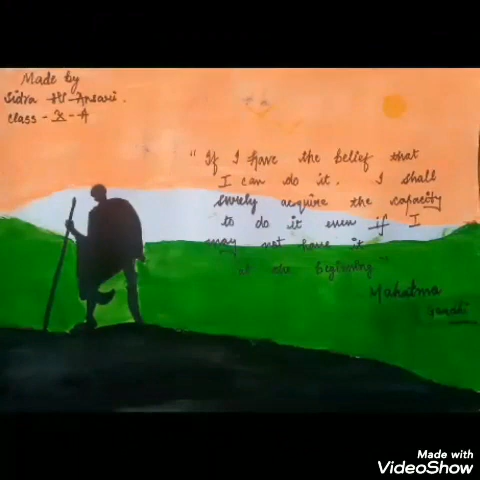 Made by
Sidra Ansari.
Class - X - A
"If I have the belief that
I can do it. I shall
surely acquire the capacity
to do it even if I
may not have it
at the beginning"
Mahatma
Gandhi
Made with
VideoShow